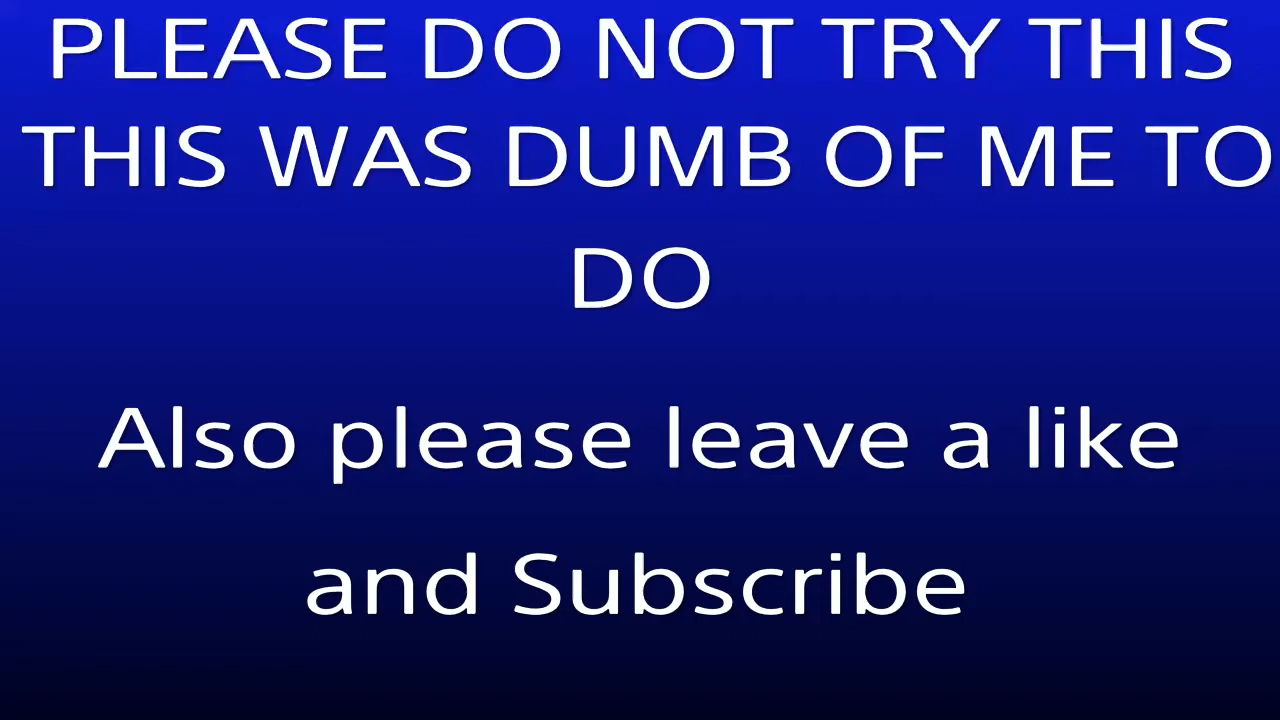 PLEASE DO NOT TRY THIS
THIS WAS DUMB OF ME TO
DO
Also please leave a like
and Subscribe